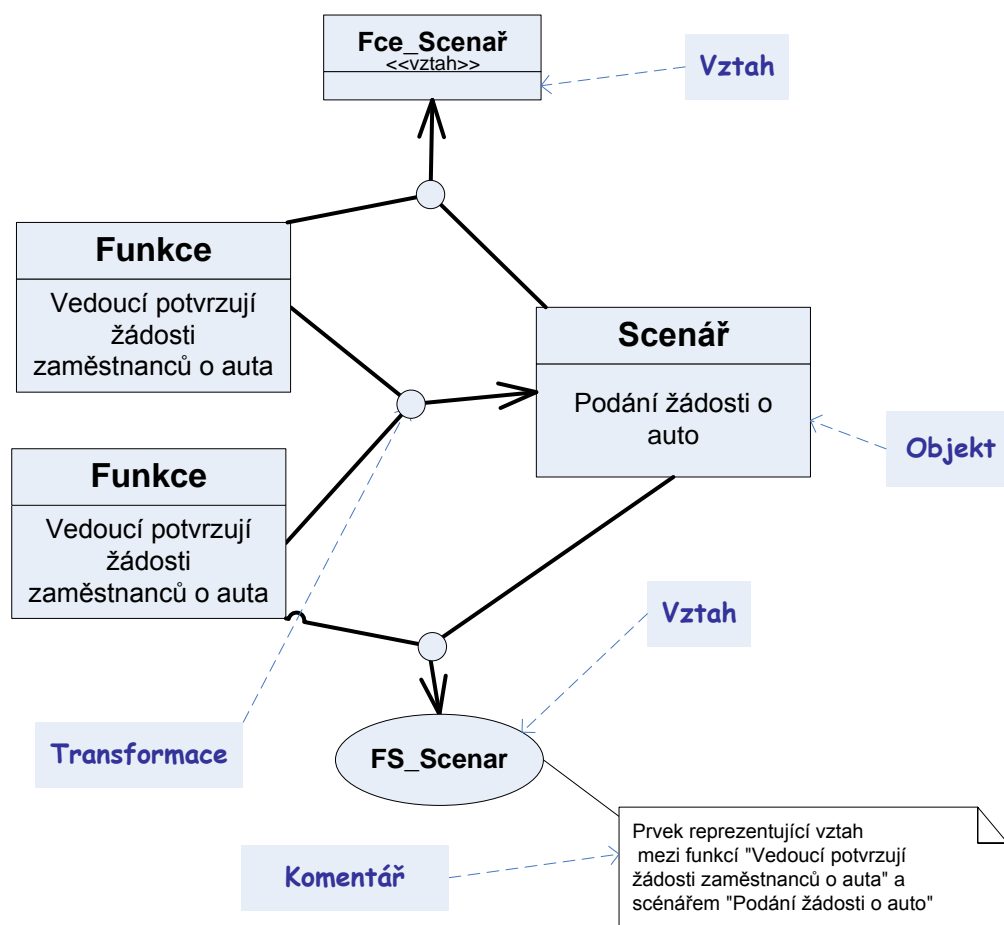 Fce_Scenař
<<vztah>>
Vztah
Funkce
Vedoucí potvrzují
žádosti
zaměstnanců o auta
Scenář
Podání žádosti o
auto
Objekt
Funkce
Vedoucí potvrzují
žádosti
zaměstnanců o auta
Vztah
Transformace
FS_Scenar
Komentář
Prvek reprezentující vztah
mezi funkcí "Vedoucí potvrzují
žádosti zaměstnanců o auta" a
scénářem "Podání žádosti o auto"